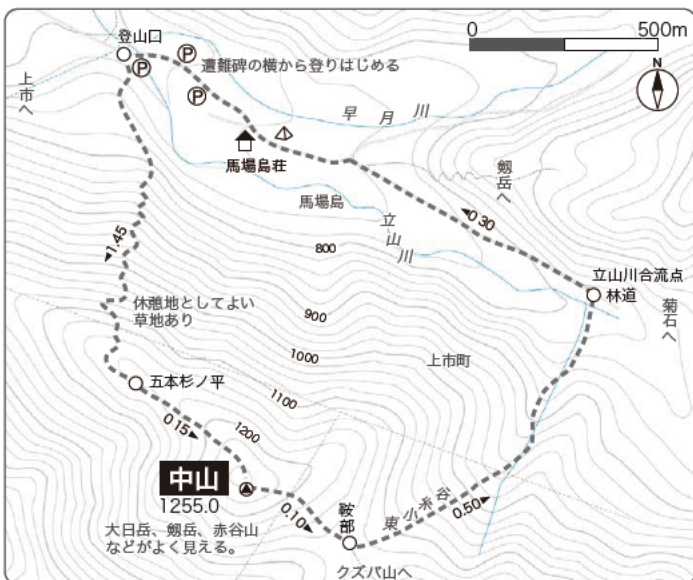 0 500m
N
登山口
P
P
P
遭難碑の横から登りはじめる
上市へ
早月川
馬場島荘
馬場島
立山川
剱岳へ
0.30
立山川合流点
林道
菊石へ
1.45
800
900
1000
1100
1200
休憩地としてよい
草地あり
上市町
五本杉ノ平
0.15
中山
1255.0
大日岳、剱岳、赤谷山
などがよく見える。
0.10
鞍部
東小糸谷
0.50
クズバ山へ